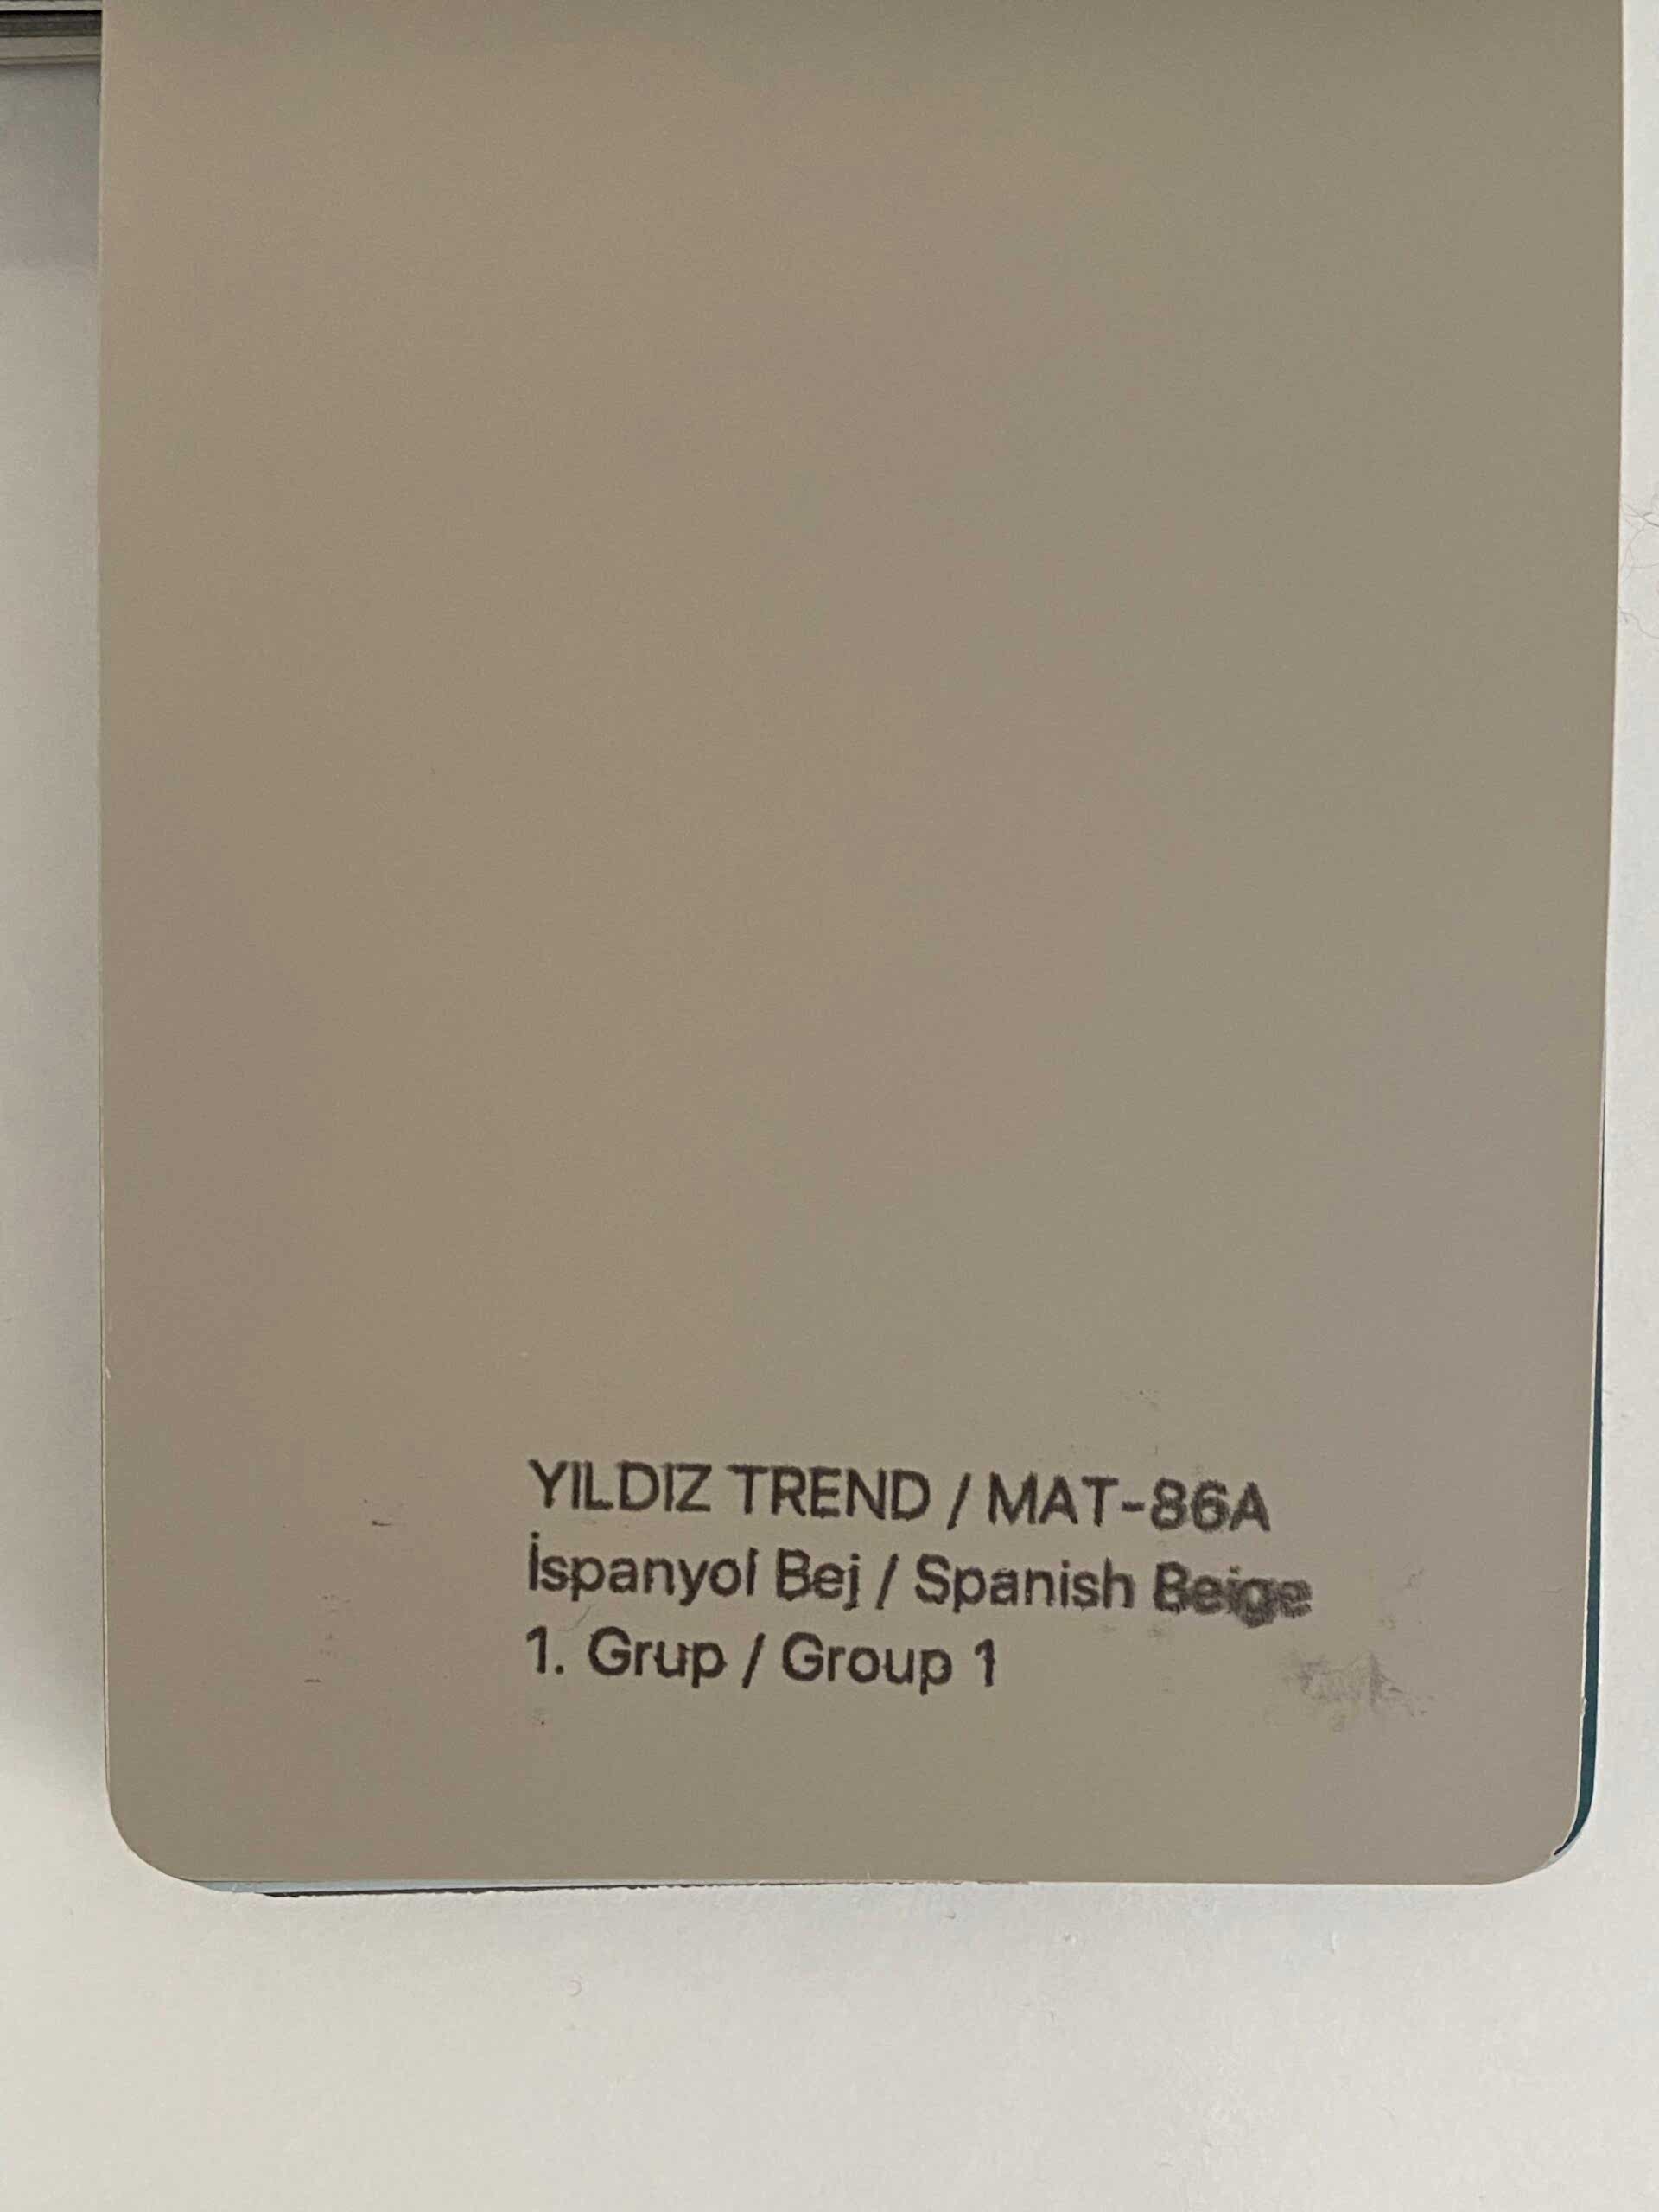 YILDIZ TREND / MAT-86A
İspanyol Bej / Spanish Beige
1. Grup / Group 1